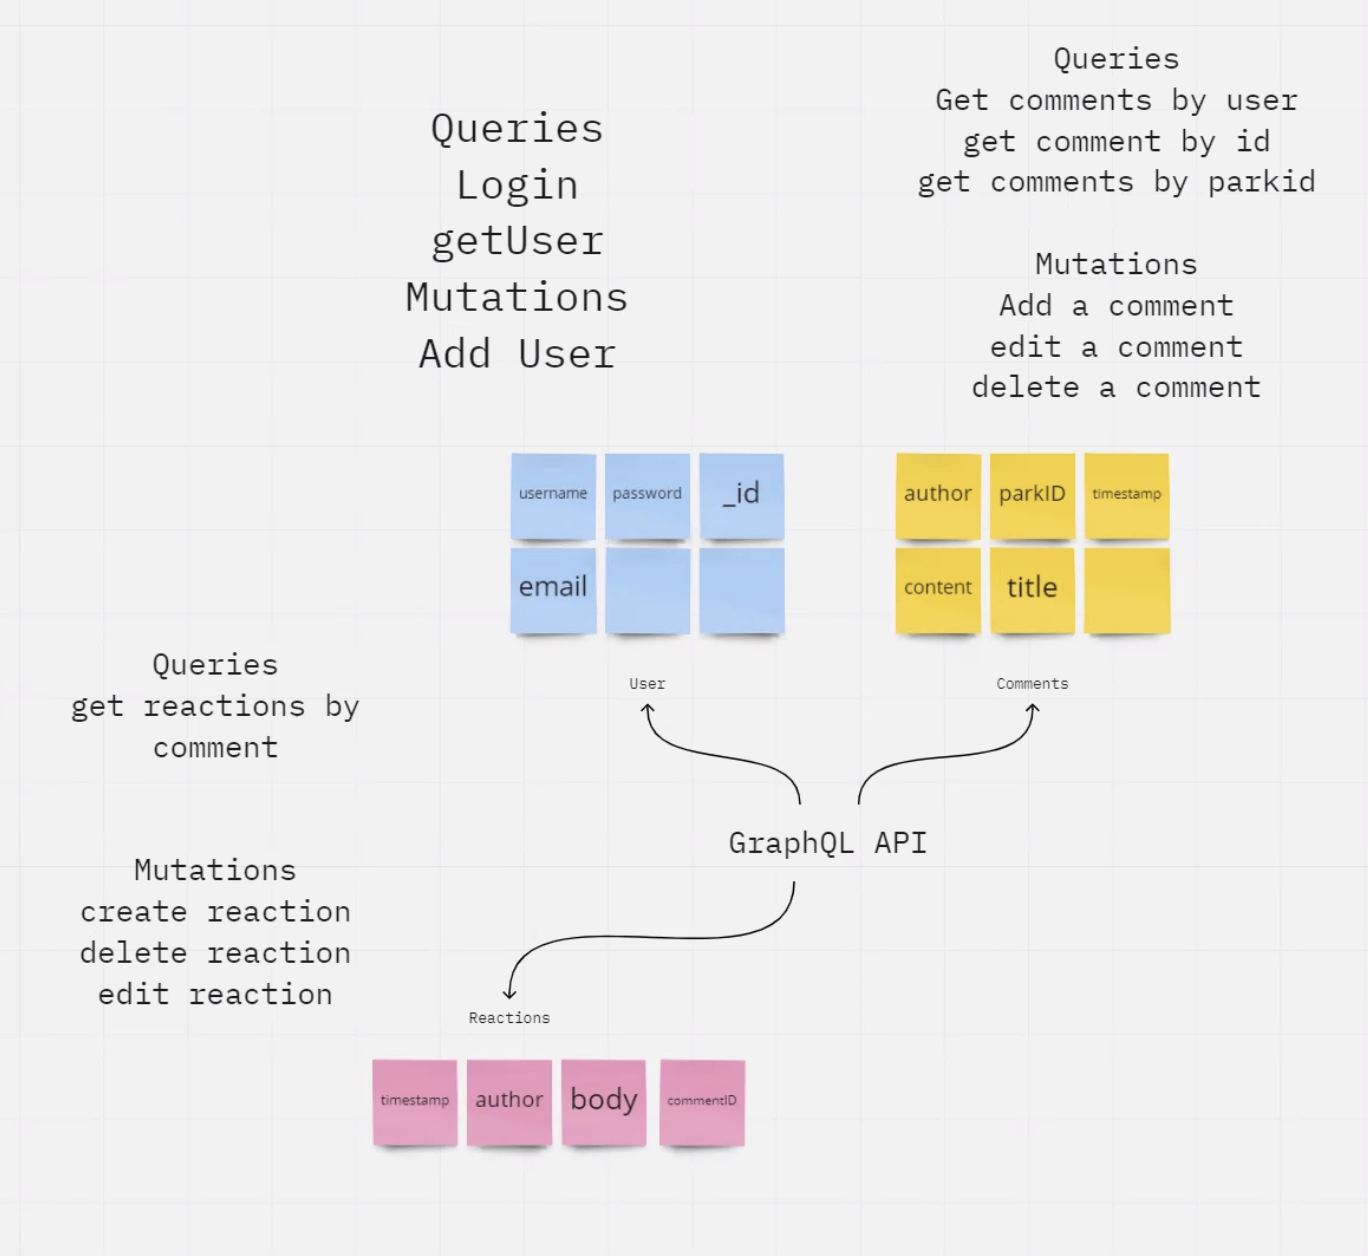 Queries
Login
getUser
Mutations
Add User
Queries
Get comments by user
get comment by id
get comments by parkid
Mutations
Add a comment
edit a comment
delete a comment
username
password
_id
email
User
author
parkID
timestamp
content
title
Comments
Queries
get reactions by
comment
Mutations
create reaction
delete reaction
edit reaction
GraphQL API
Reactions
timestamp
author
body
commentID